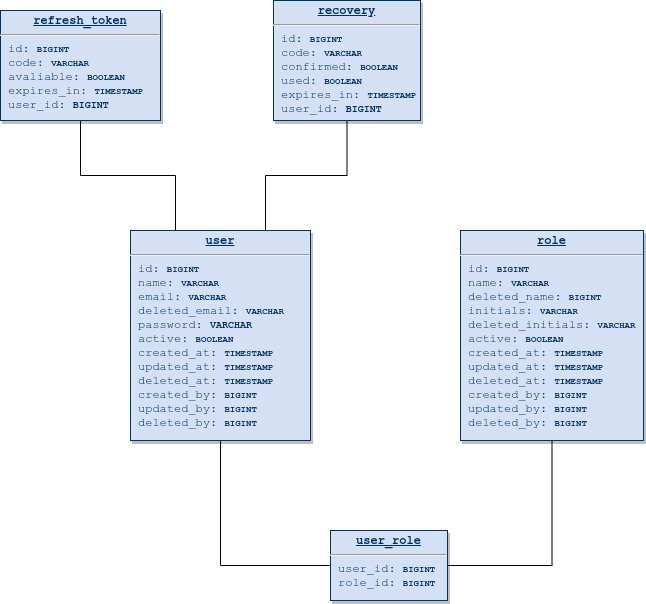 refresh_token
id: BIGINT
code: VARCHAR
avaliable: BOOLEAN
expires_in: TIMESTAMP
user_id: BIGINT
recovery
id: BIGINT
code: VARCHAR
confirmed: BOOLEAN
used: BOOLEAN
expires_in: TIMESTAMP
user_id: BIGINT
user
id: BIGINT
name: VARCHAR
email: VARCHAR
deleted_email: VARCHAR
password: VARCHAR
active: BOOLEAN
created_at: TIMESTAMP
updated_at: TIMESTAMP
deleted_at: TIMESTAMP
created_by: BIGINT
updated_by: BIGINT
deleted_by: BIGINT
role
id: BIGINT
name: VARCHAR
deleted_name: BIGINT
initials: VARCHAR
deleted_initials: VARCHAR
active: BOOLEAN
created_at: TIMESTAMP
updated_at: TIMESTAMP
deleted_at: TIMESTAMP
created_by: BIGINT
updated_by: BIGINT
deleted_by: BIGINT
user_role
user_id: BIGINT
role_id: BIGINT